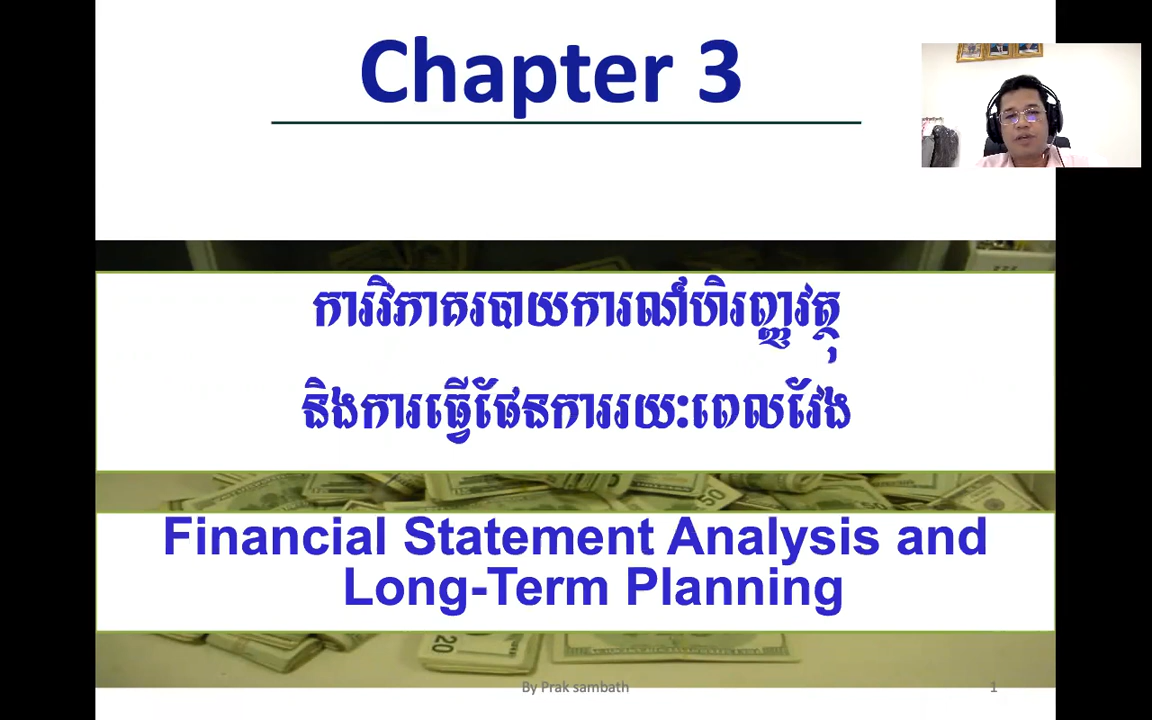 Chapter 3
ការវិភាគរបាយការណ៍ហិរញ្ញវត្ថុ
និងការធ្វើផែនការរយៈពេលវែង
Financial Statement Analysis and
Long-Term Planning
By Prak sambath
1